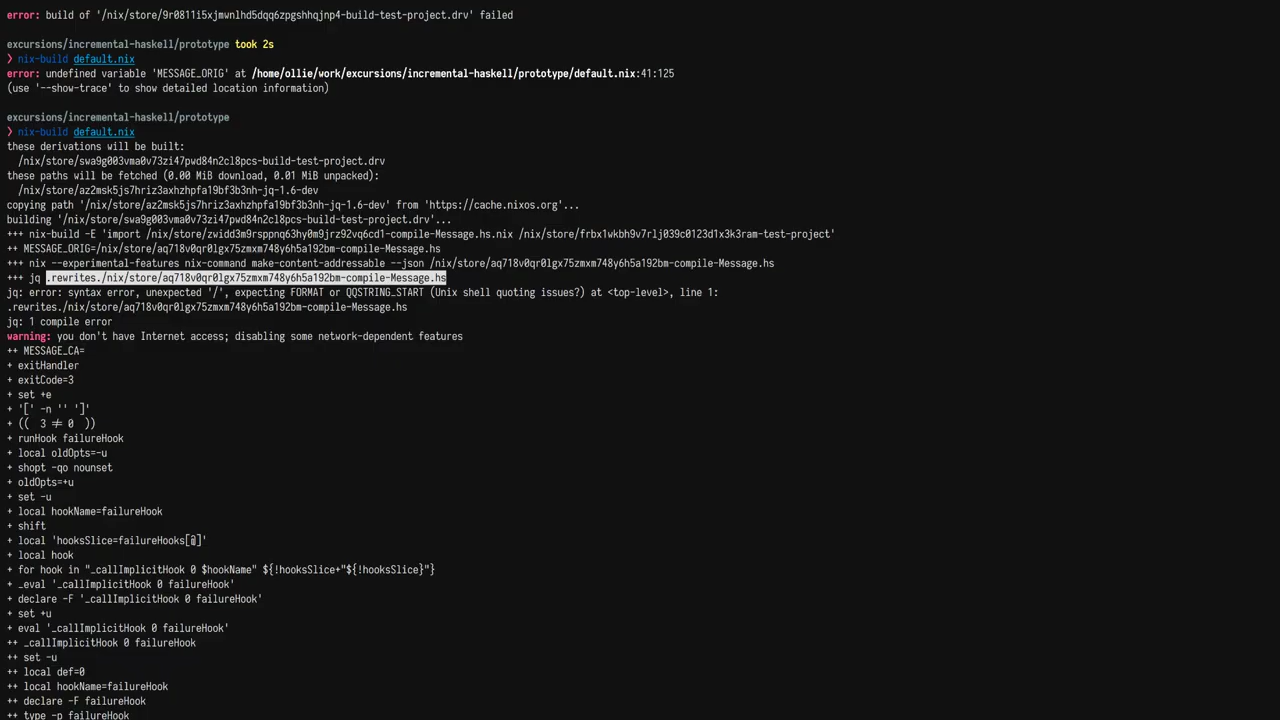 error: build of '/nix/store/9r0811i5xjmwnlhd5dqq6zpgshhqjnp4-build-test-project.drv' failed
excursions/incremental-haskell/prototype took 2s
❯ nix-build default.nix
error: undefined variable 'MESSAGE_ORIG' at /home/ollie/work/excursions/incremental-haskell/prototype/default.nix:41:125
(use '--show-trace' to show detailed location information)
excursions/incremental-haskell/prototype
❯ nix-build default.nix
these derivations will be built:
/nix/store/swa9g003vma0v73zi47pwd84n2cl8pcs-build-test-project.drv
these paths will be fetched (0.00 MiB download, 0.01 MiB unpacked):
/nix/store/az2msk5js7hriz3axhzhpfa19bf3b3nh-jq-1.6-dev
copying path '/nix/store/az2msk5js7hriz3axhzhpfa19bf3b3nh-jq-1.6-dev' from 'https://cache.nixos.org'...
building '/nix/store/swa9g003vma0v73zi47pwd84n2cl8pcs-build-test-project.drv'...
+++ nix-build -E 'import /nix/store/zwidd3m9rsppnq63hy0m9jrz92vq6cd1-compile-Message.hs.nix /nix/store/frbx1wkbh9v7rlj039c0123d1x3k3ram-test-project'
++ MESSAGE_ORIG=/nix/store/aq718v0qr0lgx75zmxm748y6h5a192bm-compile-Message.hs
+++ nix --experimental-features nix-command make-content-addressable --json /nix/store/aq718v0qr0lgx75zmxm748y6h5a192bm-compile-Message.hs
+++ jq .rewrites./nix/store/aq718v0qr0lgx75zmxm748y6h5a192bm-compile-Message.hs
jq: error: syntax error, unexpected '/', expecting FORMAT or QQSTRING_START (Unix shell quoting issues?) at <top-level>, line 1:
.rewrites./nix/store/aq718v0qr0lgx75zmxm748y6h5a192bm-compile-Message.hs
jq: 1 compile error
warning: you don't have Internet access; disabling some network-dependent features
++ MESSAGE_CA=
+ exitHandler
+ exitCode=3
+ set +e
+ '[' -n '' ']'
+ (( 3 != 0 ))
+ runHook failureHook
+ local oldOpts=-u
+ shopt -qo nounset
+ oldOpts=+u
+ set -u
+ local hookName=failureHook
+ shift
+ local 'hooksSlice=failureHooks[@]'
+ local hook
+ for hook in "_callImplicitHook 0 $hookName" ${!hooksSlice+"${!hooksSlice}"}
+ _eval '_callImplicitHook 0 failureHook'
+ declare -F '_callImplicitHook 0 failureHook'
+ set +u
+ eval '_callImplicitHook 0 failureHook'
++ _callImplicitHook 0 failureHook
++ set -u
++ local def=0
++ local hookName=failureHook
++ declare -F failureHook
++ type -p failureHook